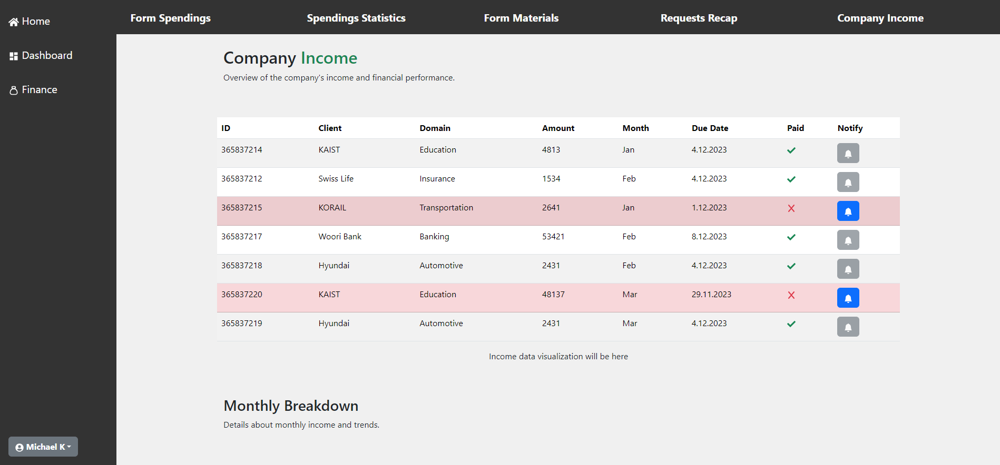 Home
Dashboard
Finance
Michael K
Form Spendings Spendings Statistics Form Materials Requests Recap Company Income
Company Income
Overview of the company's income and financial performance.
ID Client Domain Amount Month Due Date Paid Notify
365837214 KAIST Education 4813 Jan 4.12.2023
365837212 Swiss Life Insurance 1534 Feb 4.12.2023
365837215 KORAIL Transportation 2641 Jan 1.12.2023
365837217 Woori Bank Banking 53421 Feb 8.12.2023
365837218 Hyundai Automotive 2431 Feb 4.12.2023
365837220 KAIST Education 48137 Mar 29.11.2023
365837219 Hyundai Automotive 2431 Mar 4.12.2023
Income data visualization will be here
Monthly Breakdown
Details about monthly income and trends.